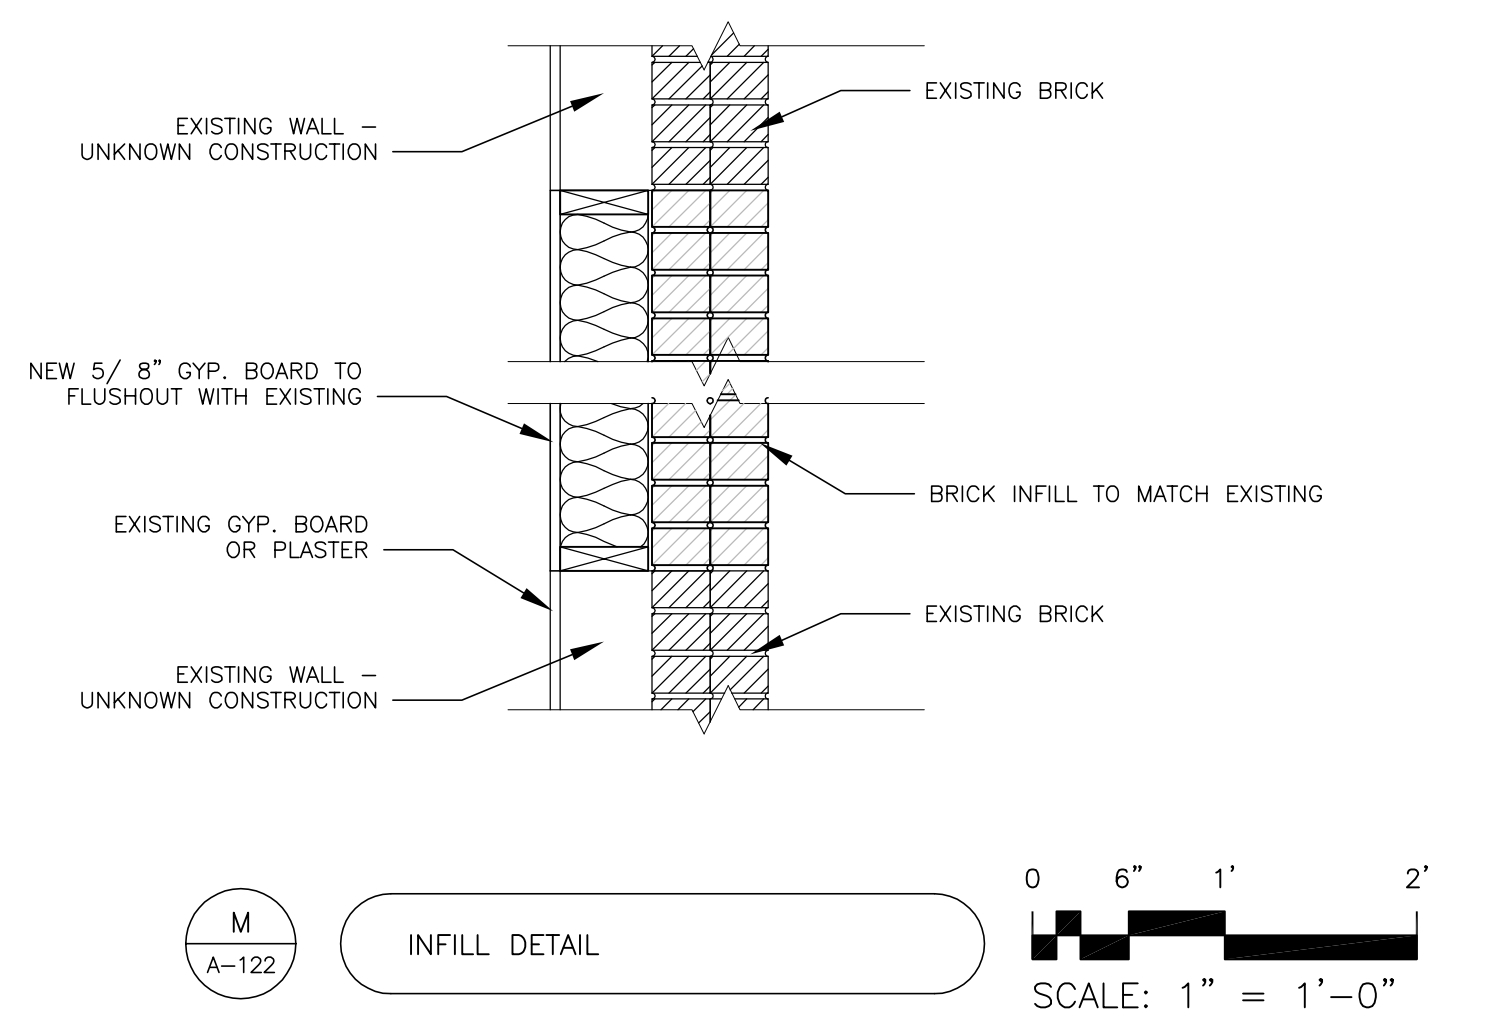 EXISTING BRICK
EXISTING WALL –
UNKNOWN CONSTRUCTION
NEW 5/ 8” GYP. BOARD TO
FLUSHOUT WITH EXISTING
BRICK INFILL TO MATCH EXISTING
EXISTING GYP. BOARD
OR PLASTER
EXISTING BRICK
EXISTING WALL –
UNKNOWN CONSTRUCTION
0 6” 1’ 2’
M
A–122
INFILL DETAIL
SCALE: 1” = 1’–0”